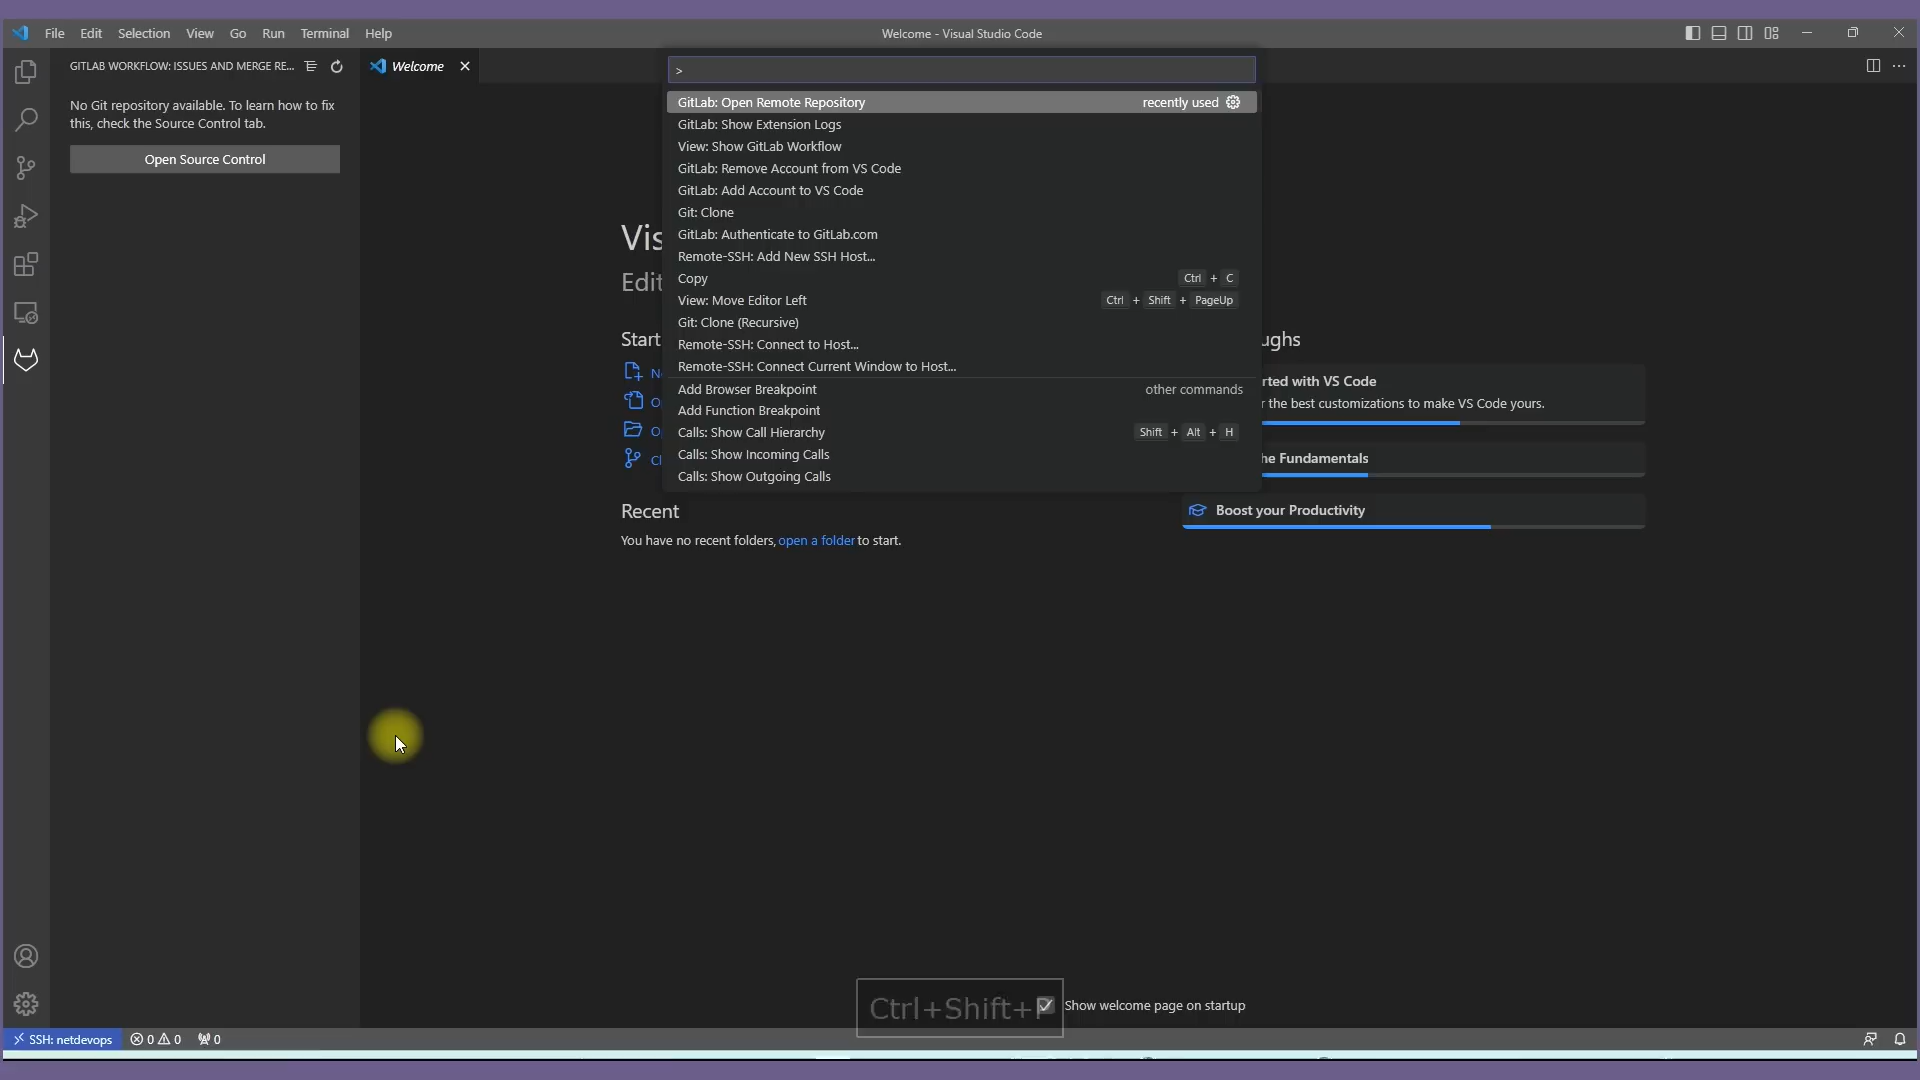 File Edit Selection View Go Run Terminal Help
Welcome - Visual Studio Code
GITLAB WORKFLOW: ISSUES AND MERGE RE...
Welcome
No Git repository available. To learn how to fix
this, check the Source Control tab.
Open Source Control
>
GitLab: Open Remote Repository recently used
GitLab: Show Extension Logs
View: Show GitLab Workflow
GitLab: Remove Account from VS Code
GitLab: Add Account to VS Code
Git: Clone
GitLab: Authenticate to GitLab.com
Remote-SSH: Add New SSH Host...
Copy Ctrl + C
View: Move Editor Left Ctrl + Shift + PageUp
Git: Clone (Recursive)
Remote-SSH: Connect to Host...
Remote-SSH: Connect Current Window to Host...
Add Browser Breakpoint other commands
Add Function Breakpoint
Calls: Show Call Hierarchy Shift + Alt + H
Calls: Show Incoming Calls
Calls: Show Outgoing Calls
Vis
Edit
Start
Recent
You have no recent folders, open a folder to start.
ughs
rted with VS Code
r the best customizations to make VS Code yours.
he Fundamentals
Boost your Productivity
Ctrl+Shift+P
Show welcome page on startup
SSH: netdevops 0 0 0